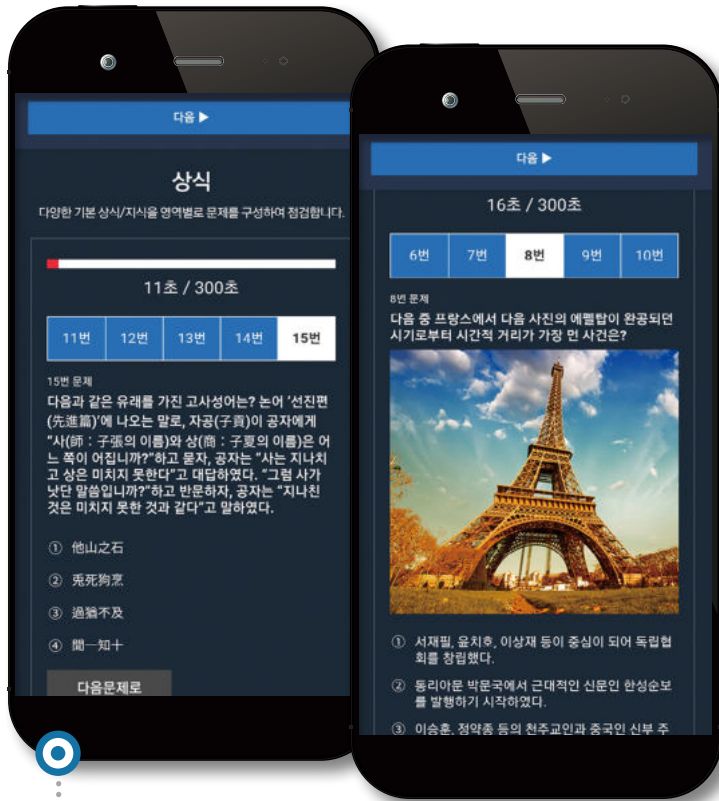 다음 ▶
상식
다양한 기본 상식/지식을 영역별로 문제를 구성하여 점검합니다.
11초 / 300초
11번 12번 13번 14번 15번
15번 문제
다음과 같은 유래를 가진 고사성어는? 논어 '선진편
(先進篇)'에 나오는 말로, 자공(子貢)이 공자에게
"사(師 : 子張의 이름)와 상(商 : 子夏의 이름)은 어
느 쪽이 어집니까?"하고 묻자, 공자는 "사는 지나치
고 상은 미치지 못한다"고 대답하였다. "그럼 사가
낫단 말씀입니까?"하고 반문하자, 공자는 "지나친
것은 미치지 못한 것과 같다"고 말하였다.
① 他山之石
② 兎死狗烹
③ 過猶不及
④ 聞一知十
다음문제로
다음 ▶
16초 / 300초
6번 7번 8번 9번 10번
8번 문제
다음 중 프랑스에서 다음 사진의 에펠탑이 완공되던
시기로부터 시간적 거리가 가장 먼 사건은?
① 서재필, 윤치호, 이상재 등이 중심이 되어 독립협
회를 창립했다.
② 통리아문 박문국에서 근대적인 신문인 한성순보
를 발행하기 시작하였다.
③ 이승훈, 정약종 등의 천주교인과 중국인 신부 주